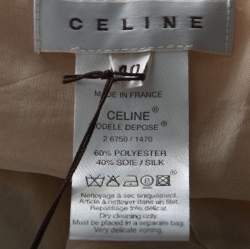 CELINE
MADE IN FRANCE
CELINE®
MODELE DEPOSE®
2 6750 / 1470
60% POLYESTER
40% SOIE / SILK
Nettoyage à sec uniquement.
Article à nettoyer dans un filet.
Repassage très délicat.
Dry cleaning only.
Must be placed in a separate bag.
Very delicate ironing.